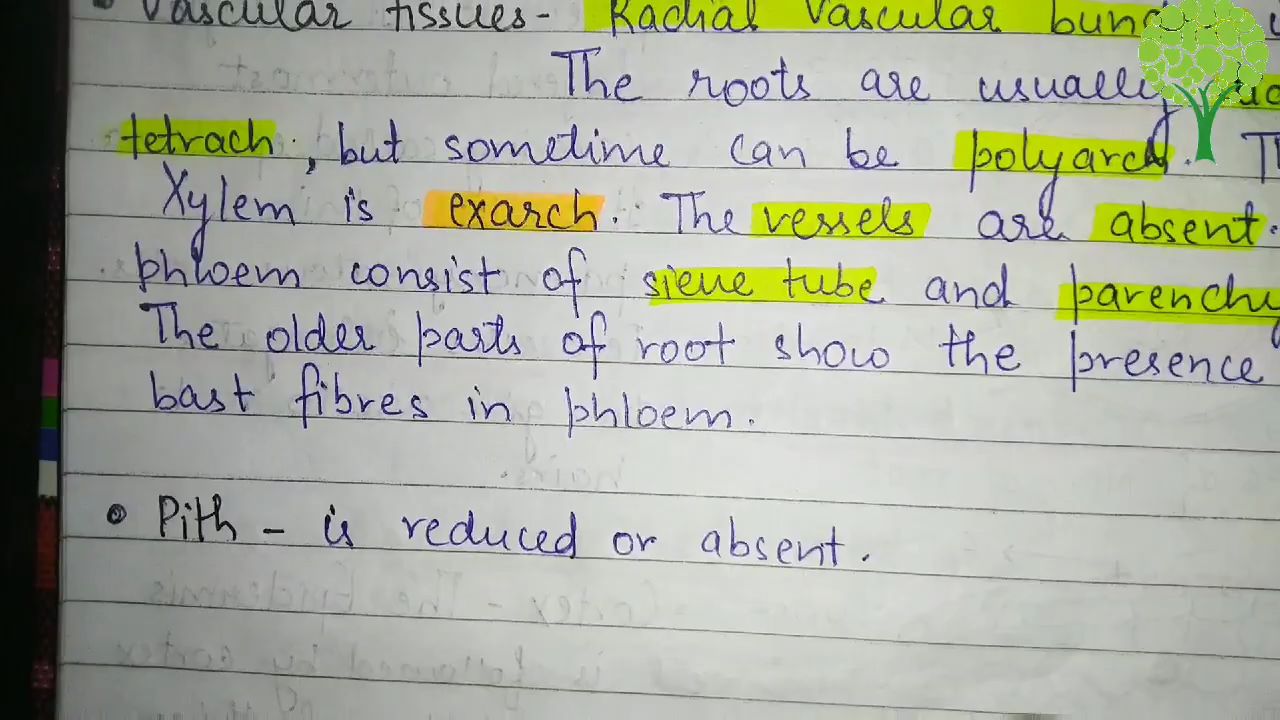 Vascular tissues- Radial Vascular
The roots are usually
tetrach, but sometime can be polyarch.
Xylem is exarch. The vessels are absent.
phloem consist of sieve tube and
The older parts of root show the presence
bast fibres in phloem.
• Pith - is reduced or absent.